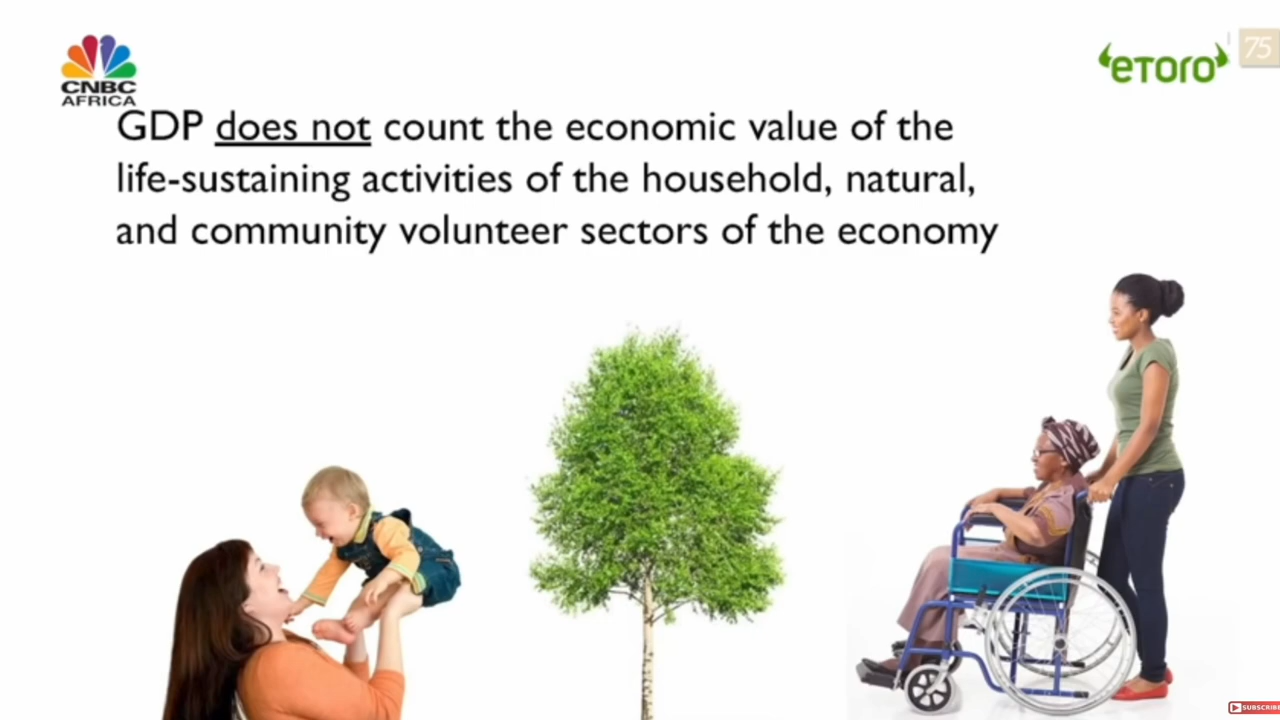 CNBC
AFRICA
eToro
75
GDP does not count the economic value of the
life-sustaining activities of the household, natural,
and community volunteer sectors of the economy
SUBSCRIBE